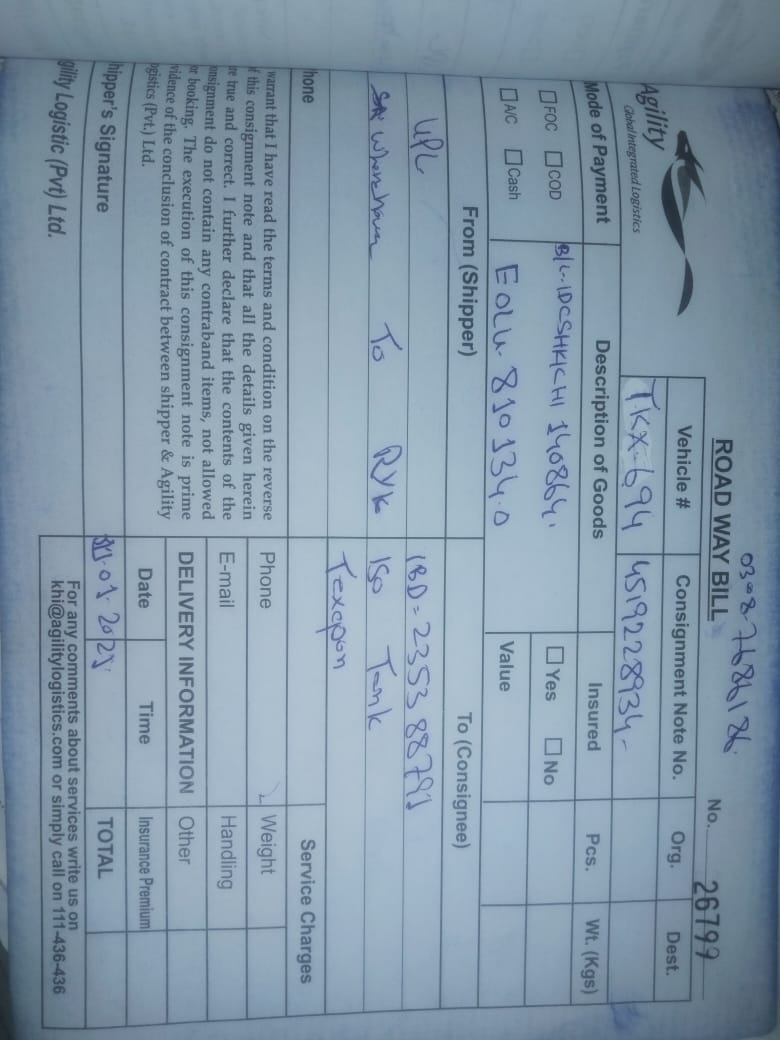 0308-7686186
ROAD WAY BILL
No. 26799
Agility
Global Integrated Logistics
Vehicle #
Consignment Note No.
Org.
Dest.
TKX-694
4519228934-
Mode of Payment
Description of Goods
Insured
Pcs.
Wt. (Kgs)
FOC
COD
B/L-IDCSHKICHI 140864.
Yes
No
A/C
Cash
EOLU-810134.0
Value
From (Shipper)
To (Consignee)
UPL
IBD=235388791
To RYK
ISO Tank
Texapon
hone
Service Charges
warrant that I have read the terms and condition on the reverse
f this consignment note and that all the details given herein
re true and correct. I further declare that the contents of the
onsignment do not contain any contraband items, not allowed
or booking. The execution of this consignment note is prime
vidence of the conclusion of contract between shipper & Agility
ogistics (Pvt.) Ltd.
Phone
Weight
E-mail
Handling
DELIVERY INFORMATION
Other
Date
Time
Insurance Premium
hipper's Signature
01.2025
TOTAL
gility Logistic (Pvt) Ltd.
For any comments about services write us on
khi@agilitylogistics.com or simply call on 111-436-436